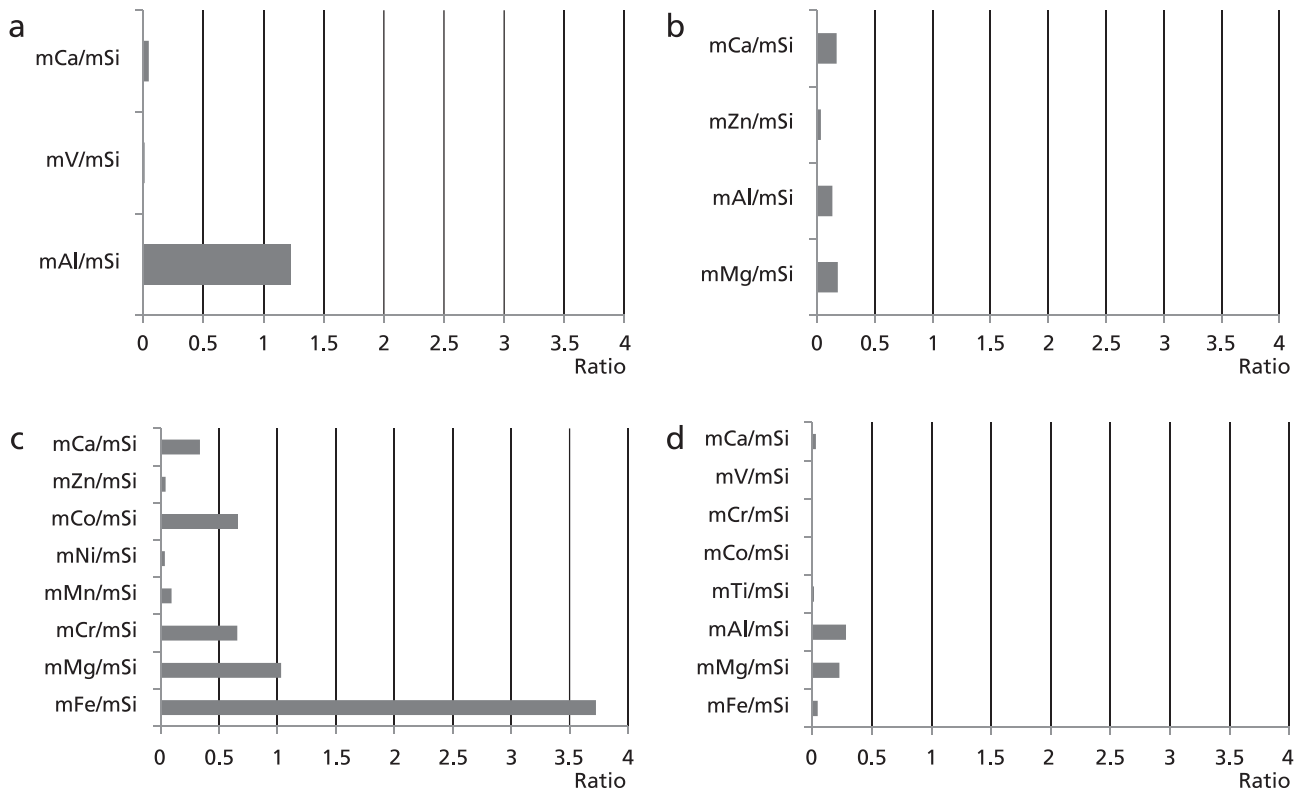 a
mCa/mSi
mV/mSi
mAl/mSi
0 0.5 1 1.5 2 2.5 3 3.5 4
Ratio
b
mCa/mSi
mZn/mSi
mAl/mSi
mMg/mSi
0 0.5 1 1.5 2 2.5 3 3.5 4
Ratio
c
mCa/mSi
mZn/mSi
mCo/mSi
mNi/mSi
mMn/mSi
mCr/mSi
mMg/mSi
mFe/mSi
0 0.5 1 1.5 2 2.5 3 3.5 4
Ratio
d
mCa/mSi
mV/mSi
mCr/mSi
mCo/mSi
mTi/mSi
mAl/mSi
mMg/mSi
mFe/mSi
0 0.5 1 1.5 2 2.5 3 3.5 4
Ratio